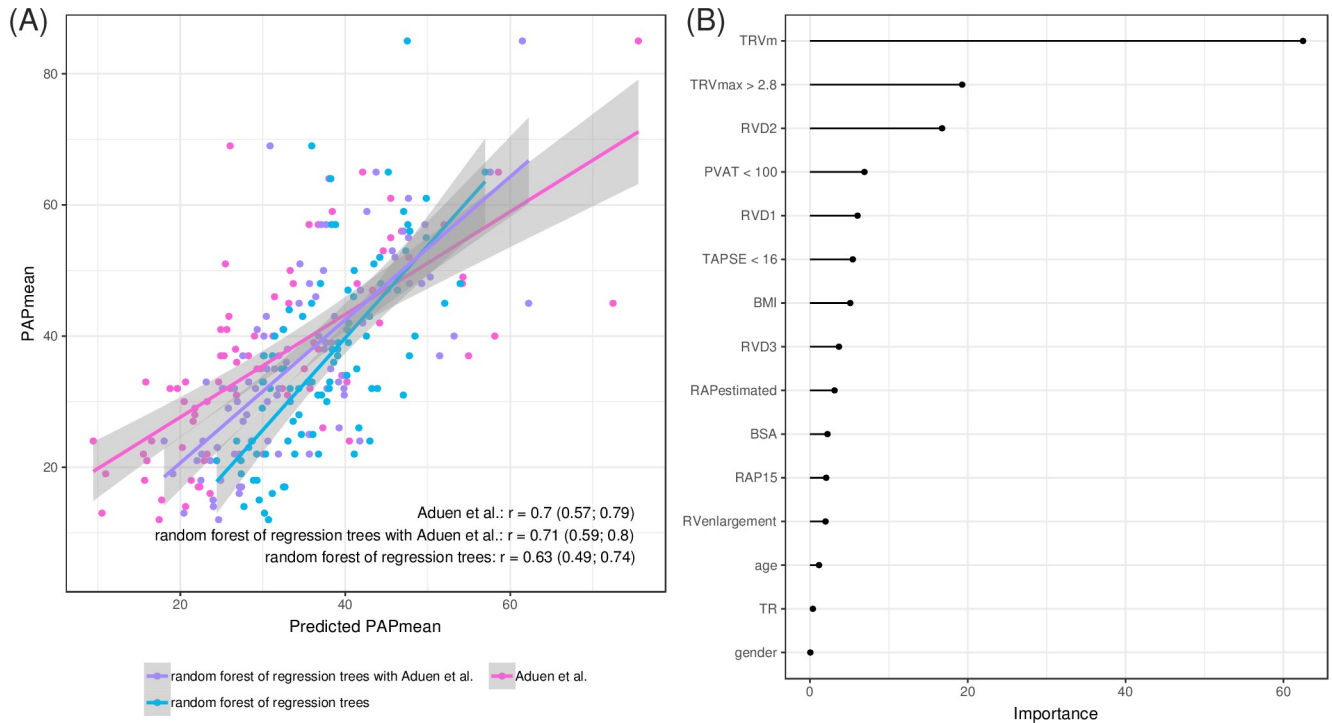 (A)
PAPmean
80
60
40
20
Aduen et al.: r = 0.7 (0.57; 0.79)
random forest of regression trees with Aduen et al.: r = 0.71 (0.59; 0.8)
random forest of regression trees: r = 0.63 (0.49; 0.74)
20 40 60
Predicted PAPmean
random forest of regression trees with Aduen et al. Aduen et al.
random forest of regression trees
(B)
TRVm
TRVmax > 2.8
RVD2
PVAT < 100
RVD1
TAPSE < 16
BMI
RVD3
RAPestimated
BSA
RAP15
RVenlargement
age
TR
gender
0 20 40 60
Importance